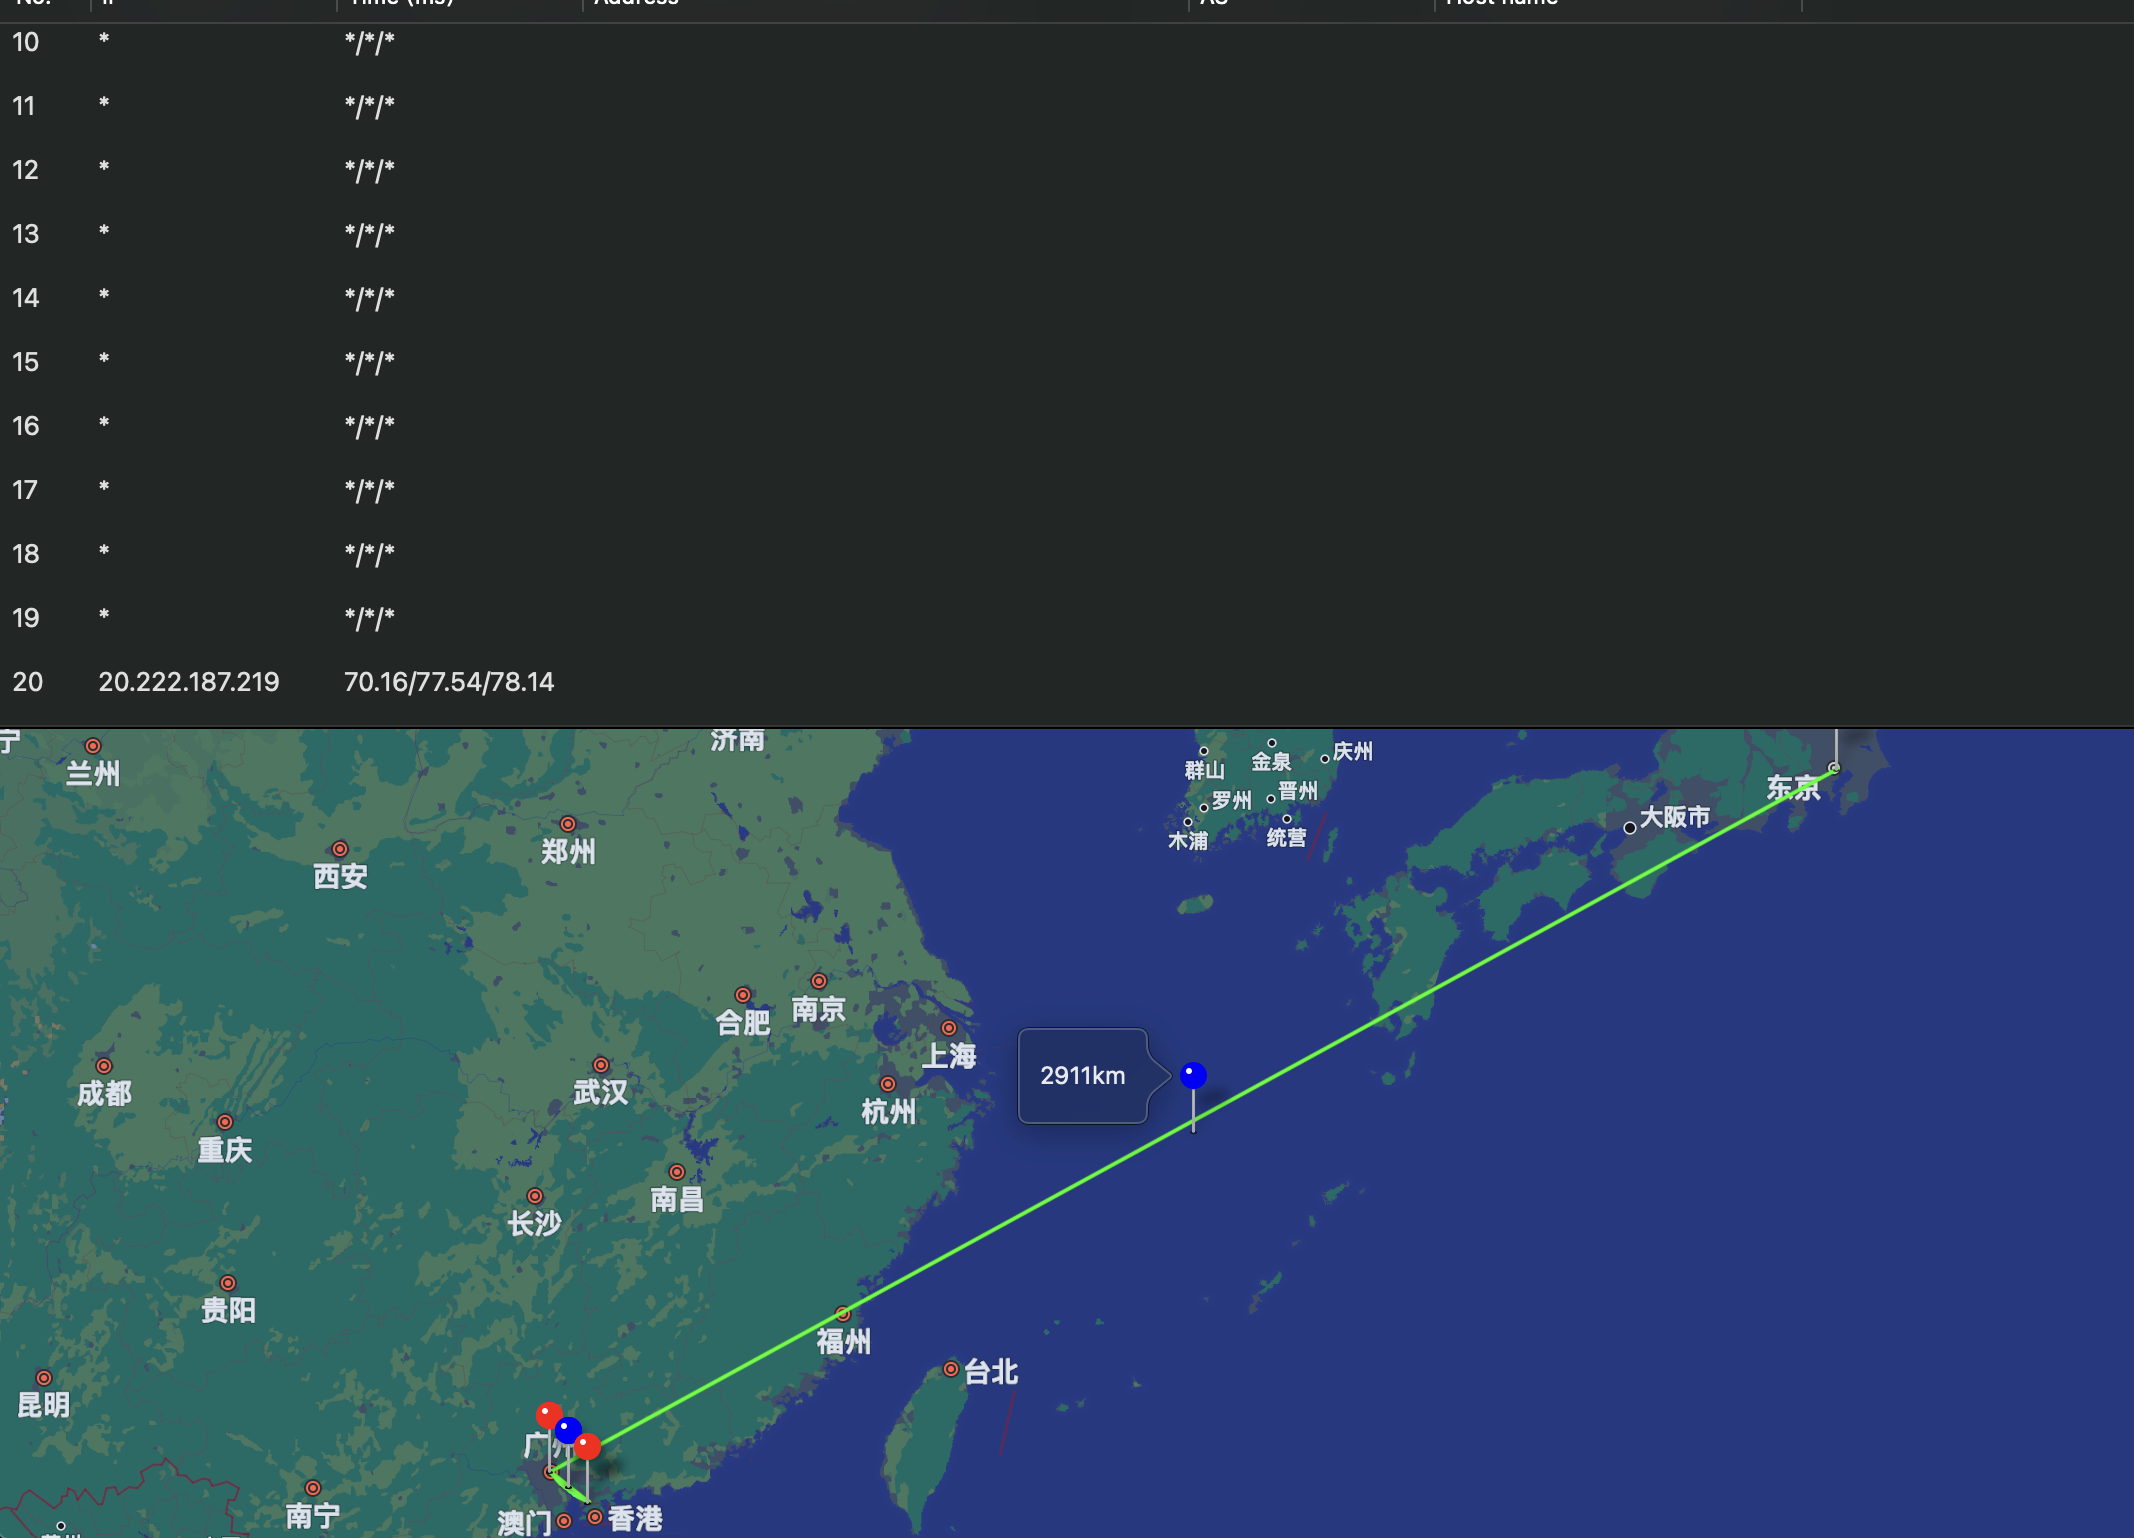 No. IP Time (ms) Address AS Host name
10 * */*/*
11 * */*/*
12 * */*/*
13 * */*/*
14 * */*/*
15 * */*/*
16 * */*/*
17 * */*/*
18 * */*/*
19 * */*/*
20 20.222.187.219 70.16/77.54/78.14
宁
济南
兰州
群山
金泉
庆州
东京
罗州
晋州
大阪市
木浦
统营
郑州
西安
合肥
南京
上海
2911km
成都
武汉
杭州
重庆
南昌
长沙
贵阳
福州
台北
昆明
广州
南宁
澳门
香港